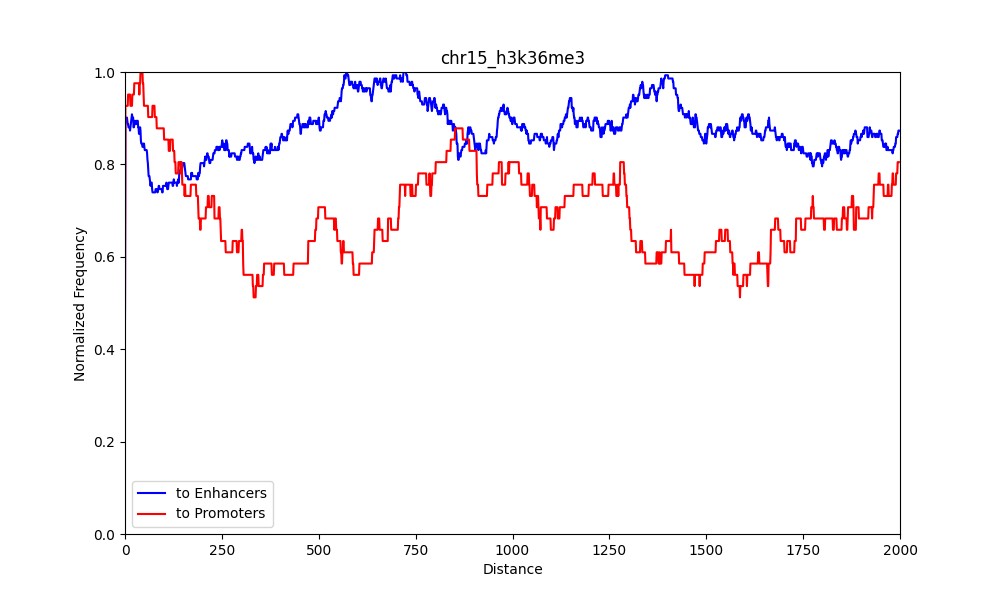 chr15_h3k36me3
Normalized Frequency
1.0
0.8
0.6
0.4
0.2
0.0
to Enhancers
to Promoters
0 250 500 750 1000 1250 1500 1750 2000
Distance